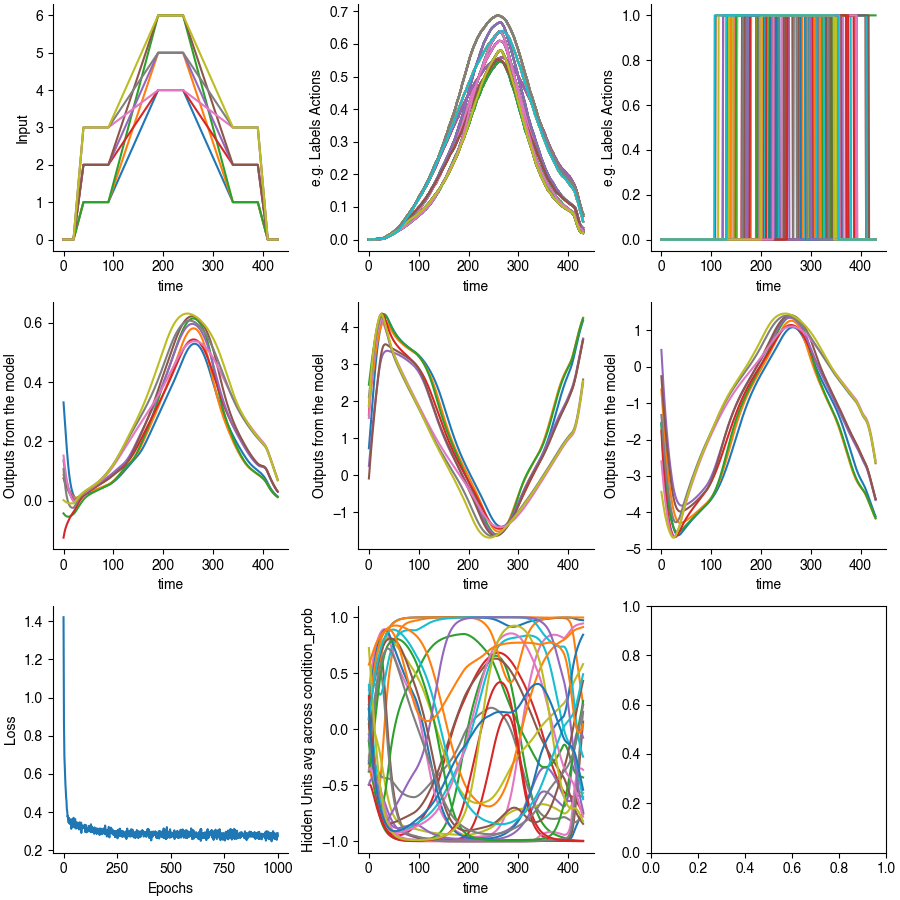 Input
6
5
4
3
2
1
0
0 100 200 300 400
time
e.g. Labels Actions
0.7
0.6
0.5
0.4
0.3
0.2
0.1
0.0
0 100 200 300 400
time
e.g. Labels Actions
1.0
0.8
0.6
0.4
0.2
0.0
0 100 200 300 400
time
Outputs from the model
0.6
0.4
0.2
0.0
0 100 200 300 400
time
Outputs from the model
4
3
2
1
0
−1
0 100 200 300 400
time
Outputs from the model
1
0
−1
−2
−3
−4
−5
0 100 200 300 400
time
Loss
1.4
1.2
1.0
0.8
0.6
0.4
0.2
0 250 500 750 1000
Epochs
Hidden Units avg across condition_prob
1.0
0.5
0.0
−0.5
−1.0
0 100 200 300 400
time
1.0
0.8
0.6
0.4
0.2
0.0
0.0 0.2 0.4 0.6 0.8 1.0